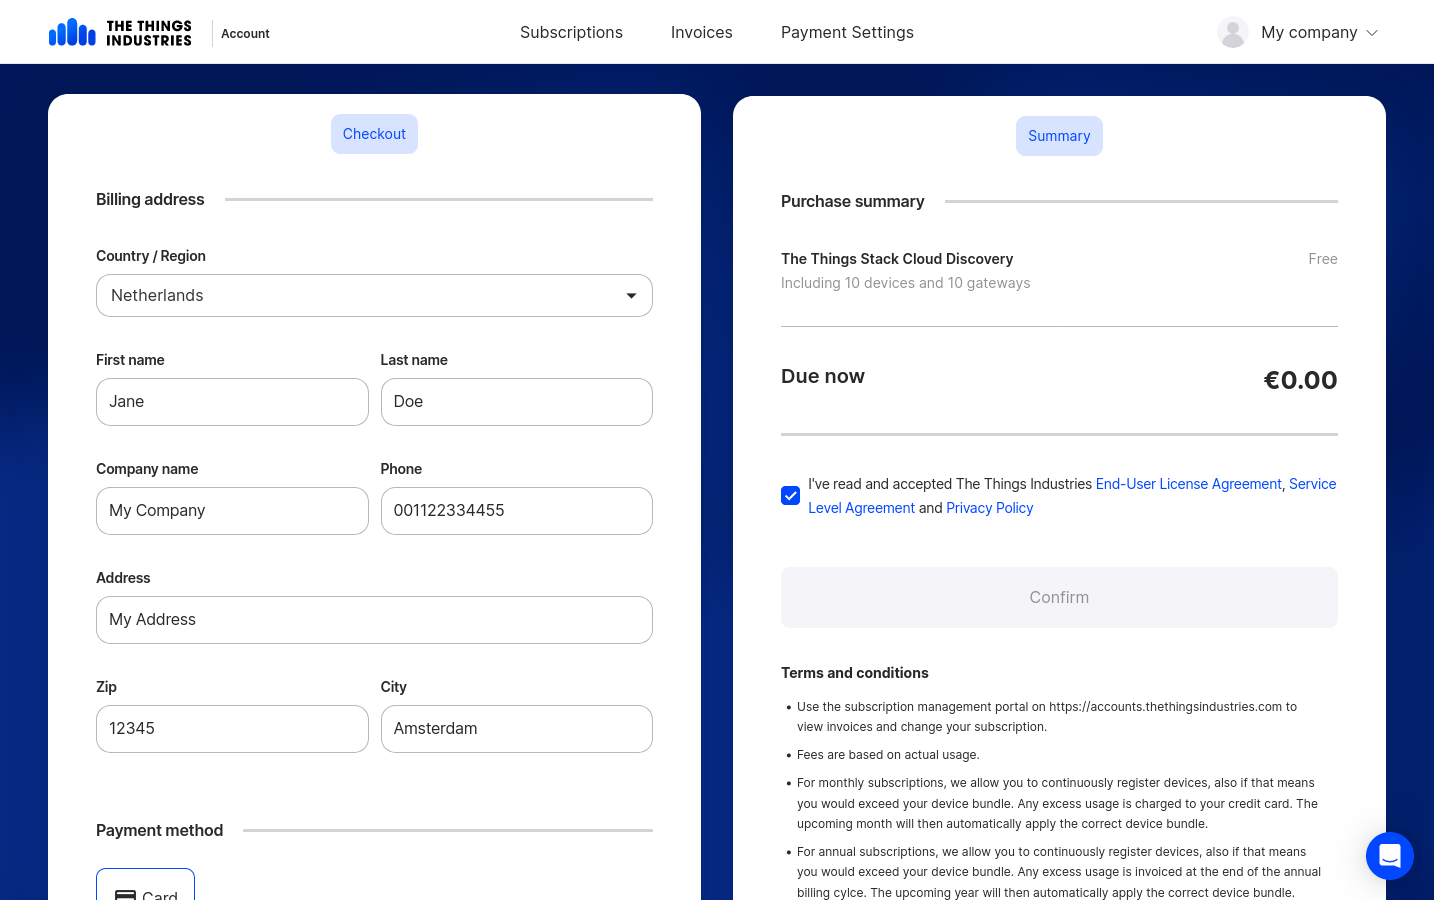 THE THINGS
INDUSTRIES
Account
Subscriptions
Invoices
Payment Settings
My company
Checkout
Billing address
Country / Region
Netherlands
First name
Last name
Jane
Doe
Company name
Phone
My Company
001122334455
Address
My Address
Zip
City
12345
Amsterdam
Payment method
Card
Summary
Purchase summary
The Things Stack Cloud Discovery
Free
Including 10 devices and 10 gateways
Due now
€0.00
I've read and accepted The Things Industries End-User License Agreement, Service
Level Agreement and Privacy Policy
Confirm
Terms and conditions
• Use the subscription management portal on https://accounts.thethingsindustries.com to
view invoices and change your subscription.
• Fees are based on actual usage.
• For monthly subscriptions, we allow you to continuously register devices, also if that means
you would exceed your device bundle. Any excess usage is charged to your credit card. The
upcoming month will then automatically apply the correct device bundle.
• For annual subscriptions, we allow you to continuously register devices, also if that means
you would exceed your device bundle. Any excess usage is invoiced at the end of the annual
billing cylce. The upcoming year will then automatically apply the correct device bundle.